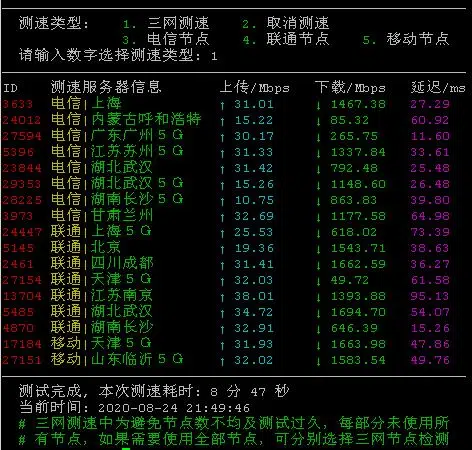 测速类型: 1. 三网测速 2. 取消测速
3. 电信节点 4. 联通节点 5. 移动节点
请输入数字选择测速类型: 1
ID 测速服务器信息 上传/Mbps 下载/Mbps 延迟/ms
3633 电信|上海 ↑ 31.01 ↓ 1467.38 27.29
24012 电信|内蒙古呼和浩特 ↑ 15.22 ↓ 85.32 60.92
27594 电信|广东广州５Ｇ ↑ 30.17 ↓ 265.75 11.60
5396 电信|江苏苏州５Ｇ ↑ 31.33 ↓ 1337.84 33.61
23844 电信|湖北武汉 ↑ 31.42 ↓ 792.48 25.48
29353 电信|湖北武汉５Ｇ ↑ 15.26 ↓ 1148.60 26.48
28225 电信|湖南长沙５Ｇ ↑ 10.75 ↓ 863.83 39.80
3973 电信|甘肃兰州 ↑ 32.69 ↓ 1177.58 64.98
24447 联通|上海５Ｇ ↑ 25.53 ↓ 618.02 73.39
5145 联通|北京 ↑ 19.36 ↓ 1543.71 38.63
2461 联通|四川成都 ↑ 31.41 ↓ 1662.59 36.27
27154 联通|天津５Ｇ ↑ 32.03 ↓ 49.72 61.58
13704 联通|江苏南京 ↑ 38.01 ↓ 1393.88 95.13
5485 联通|湖北武汉 ↑ 34.72 ↓ 1694.70 54.07
4870 联通|湖南长沙 ↑ 32.91 ↓ 646.39 15.26
17184 移动|天津５Ｇ ↑ 31.93 ↓ 1663.98 47.86
27151 移动|山东临沂５Ｇ ↑ 32.02 ↓ 1583.54 49.76
测试完成, 本次测速耗时: 8 分 47 秒
当前时间: 2020-08-24 21:49:46
# 三网测速中为避免节点数不均及测试过久, 每部分未使用所
# 有节点, 如果需要使用全部节点, 可分别选择三网节点检测